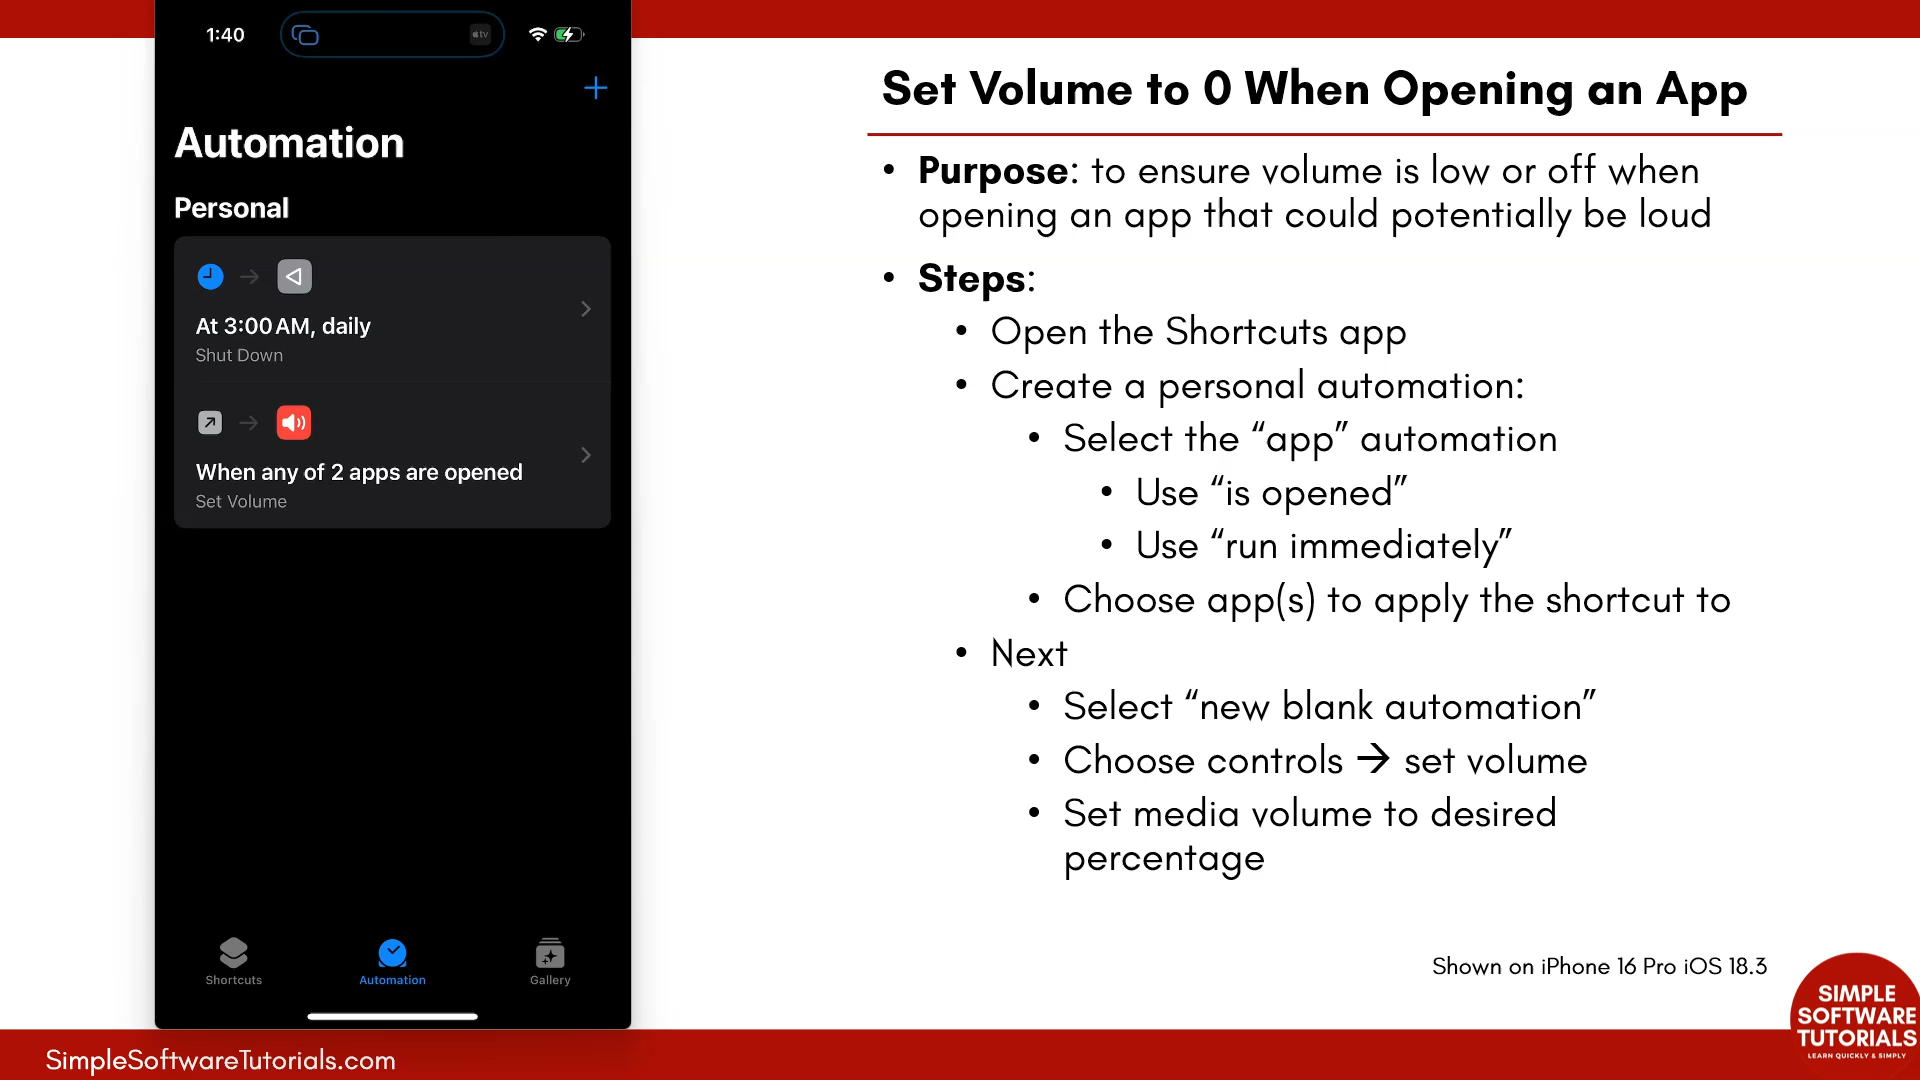 1:40
tv
Automation
Personal
At 3:00 AM, daily
Shut Down
When any of 2 apps are opened
Set Volume
Shortcuts
Automation
Gallery
Set Volume to 0 When Opening an App
• Purpose: to ensure volume is low or off when
opening an app that could potentially be loud
• Steps:
• Open the Shortcuts app
• Create a personal automation:
• Select the “app” automation
• Use “is opened”
• Use “run immediately”
• Choose app(s) to apply the shortcut to
• Next
• Select “new blank automation”
• Choose controls → set volume
• Set media volume to desired
percentage
Shown on iPhone 16 Pro iOS 18.3
SIMPLE
SOFTWARE
TUTORIALS
LEARN QUICKLY & SIMPLY
SimpleSoftwareTutorials.com